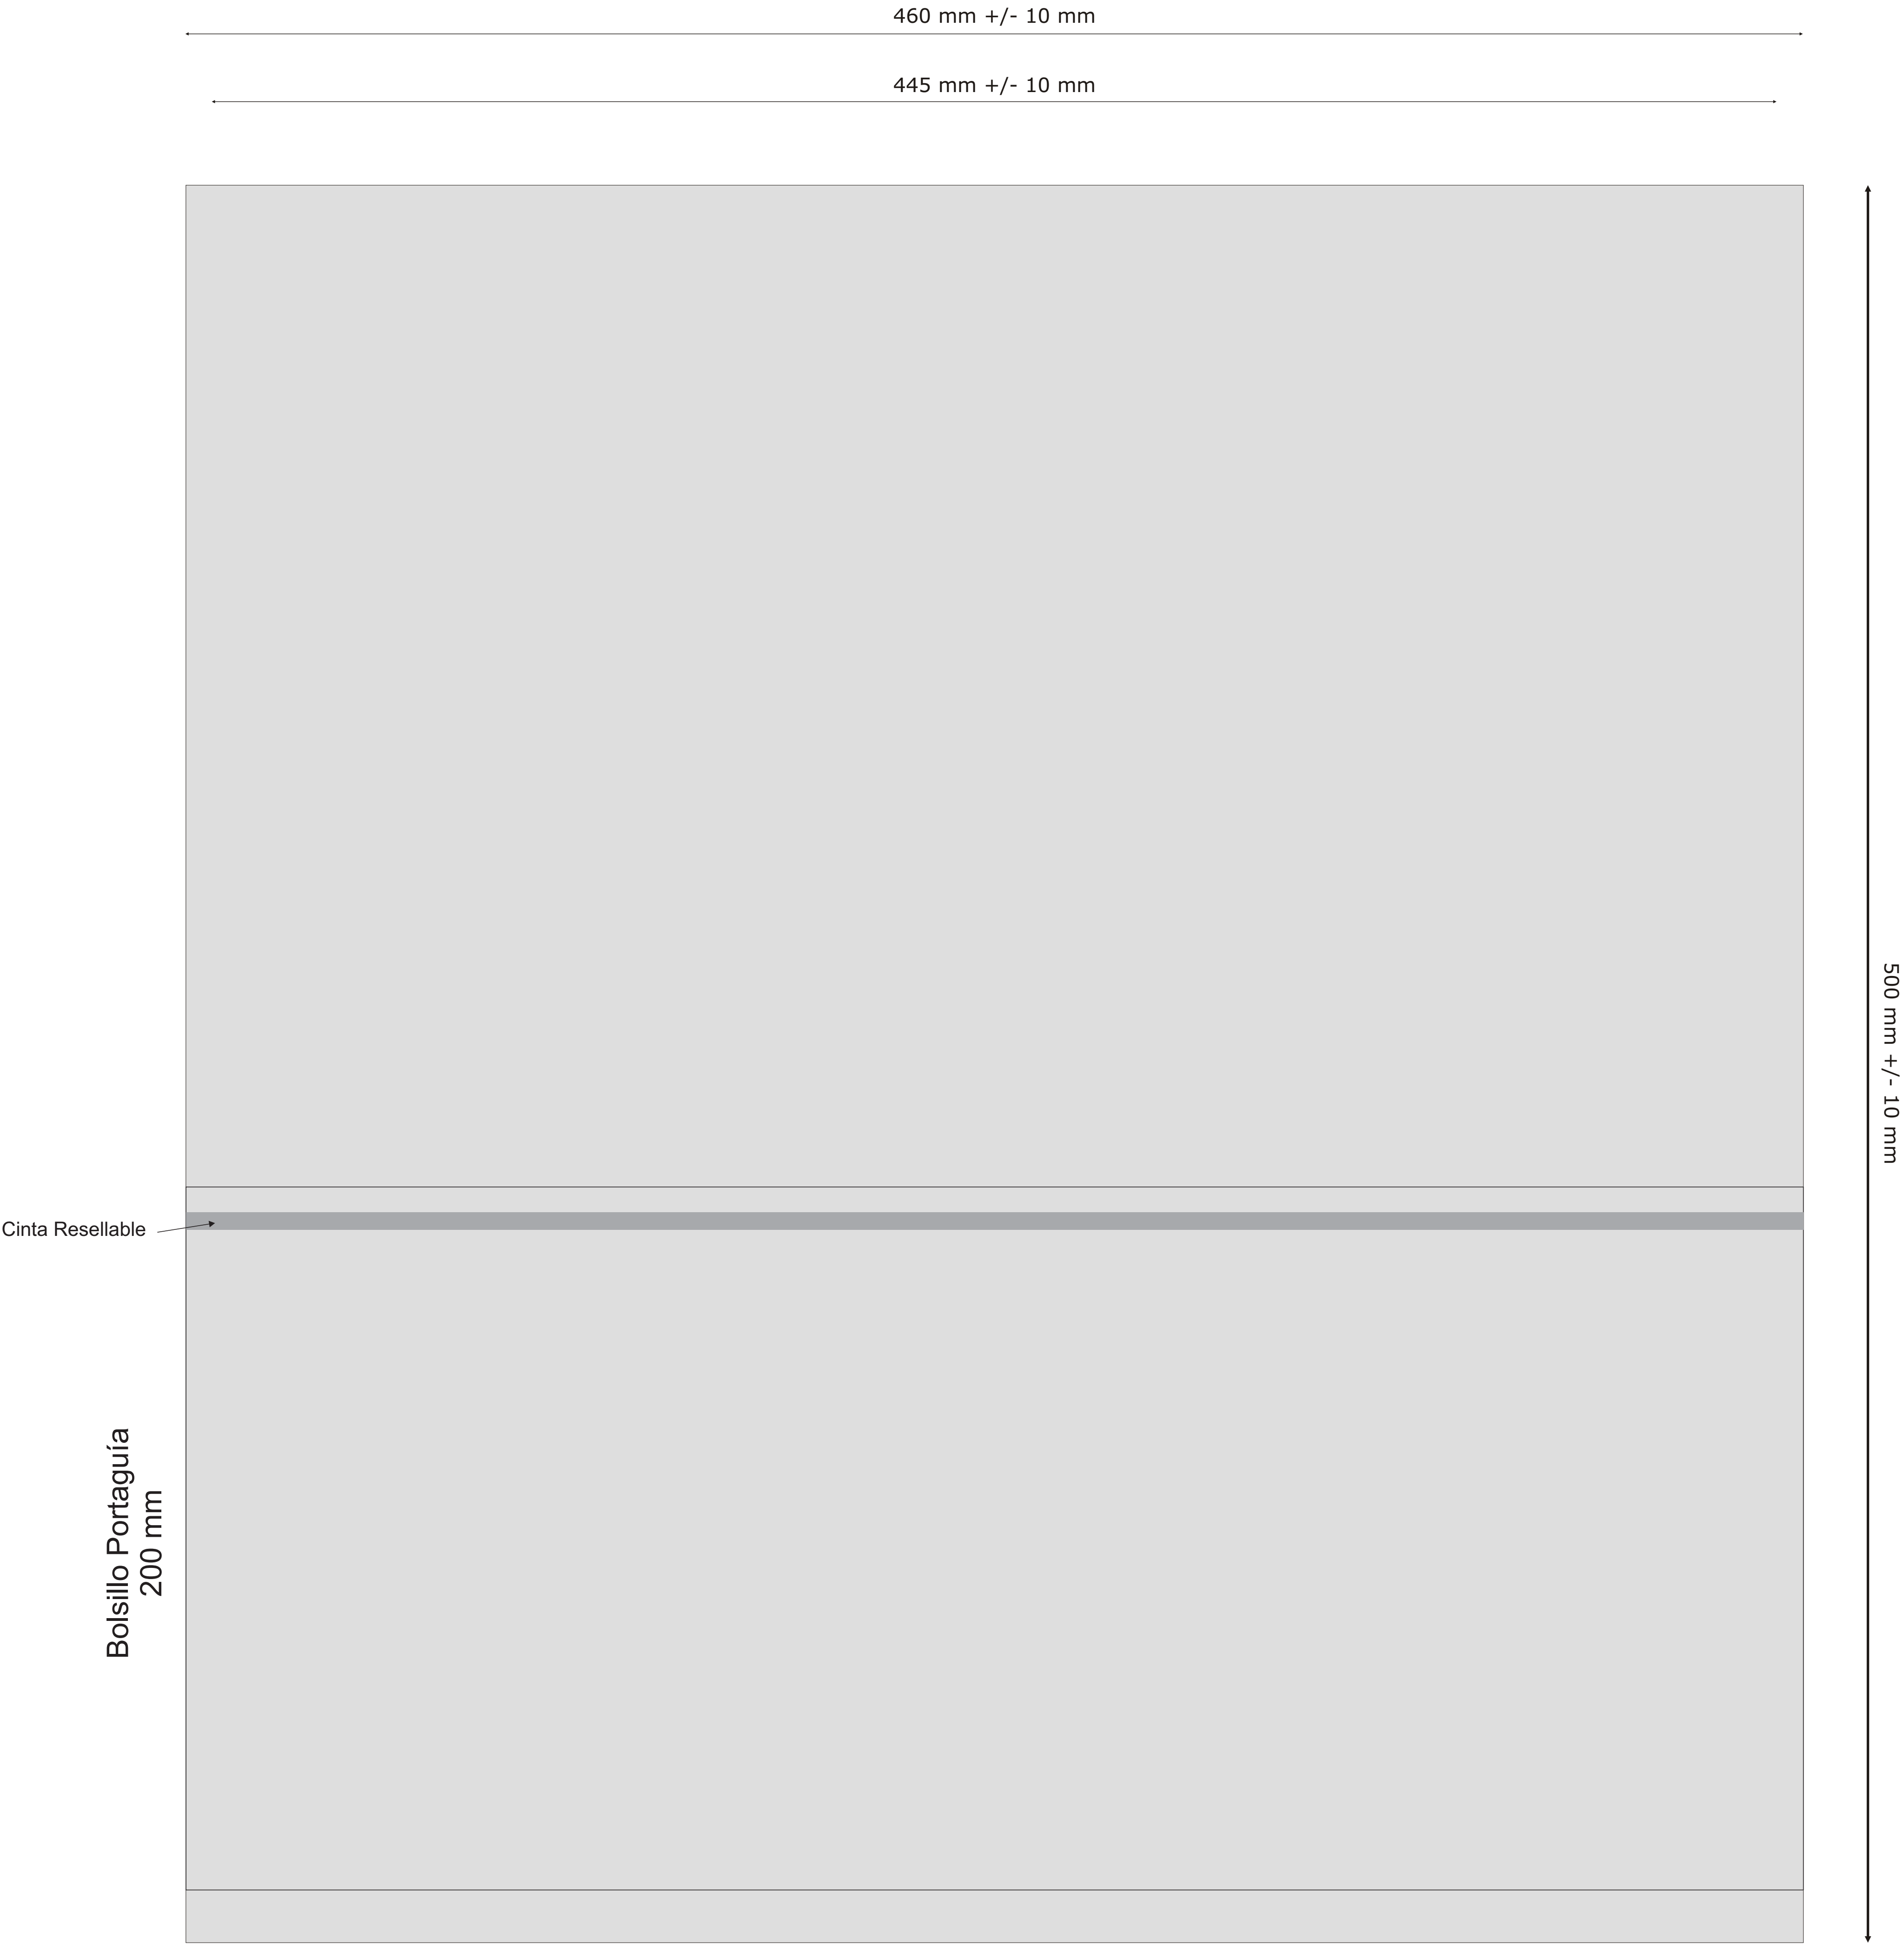 460 mm +/- 10 mm
445 mm +/- 10 mm
500 mm +/- 10 mm
Cinta Resellable
Bolsillo Portaguía
200 mm